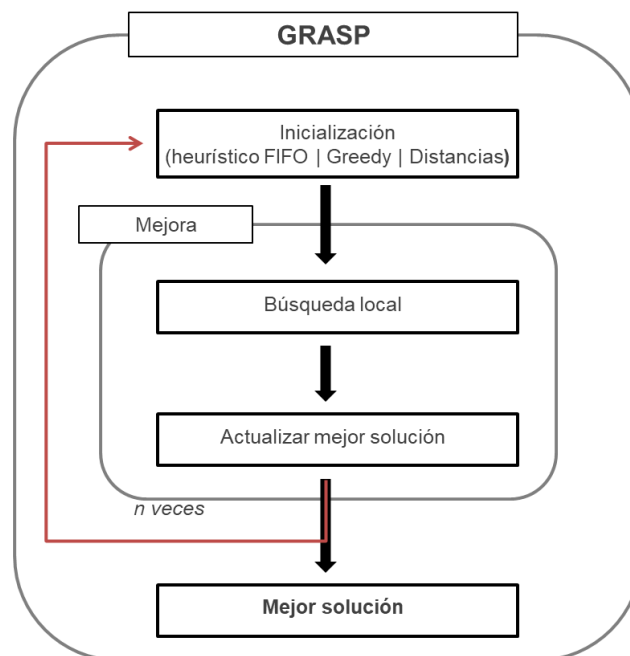 GRASP
Inicialización
(heurístico FIFO | Greedy | Distancias)
Mejora
Búsqueda local
Actualizar mejor solución
n veces
Mejor solución